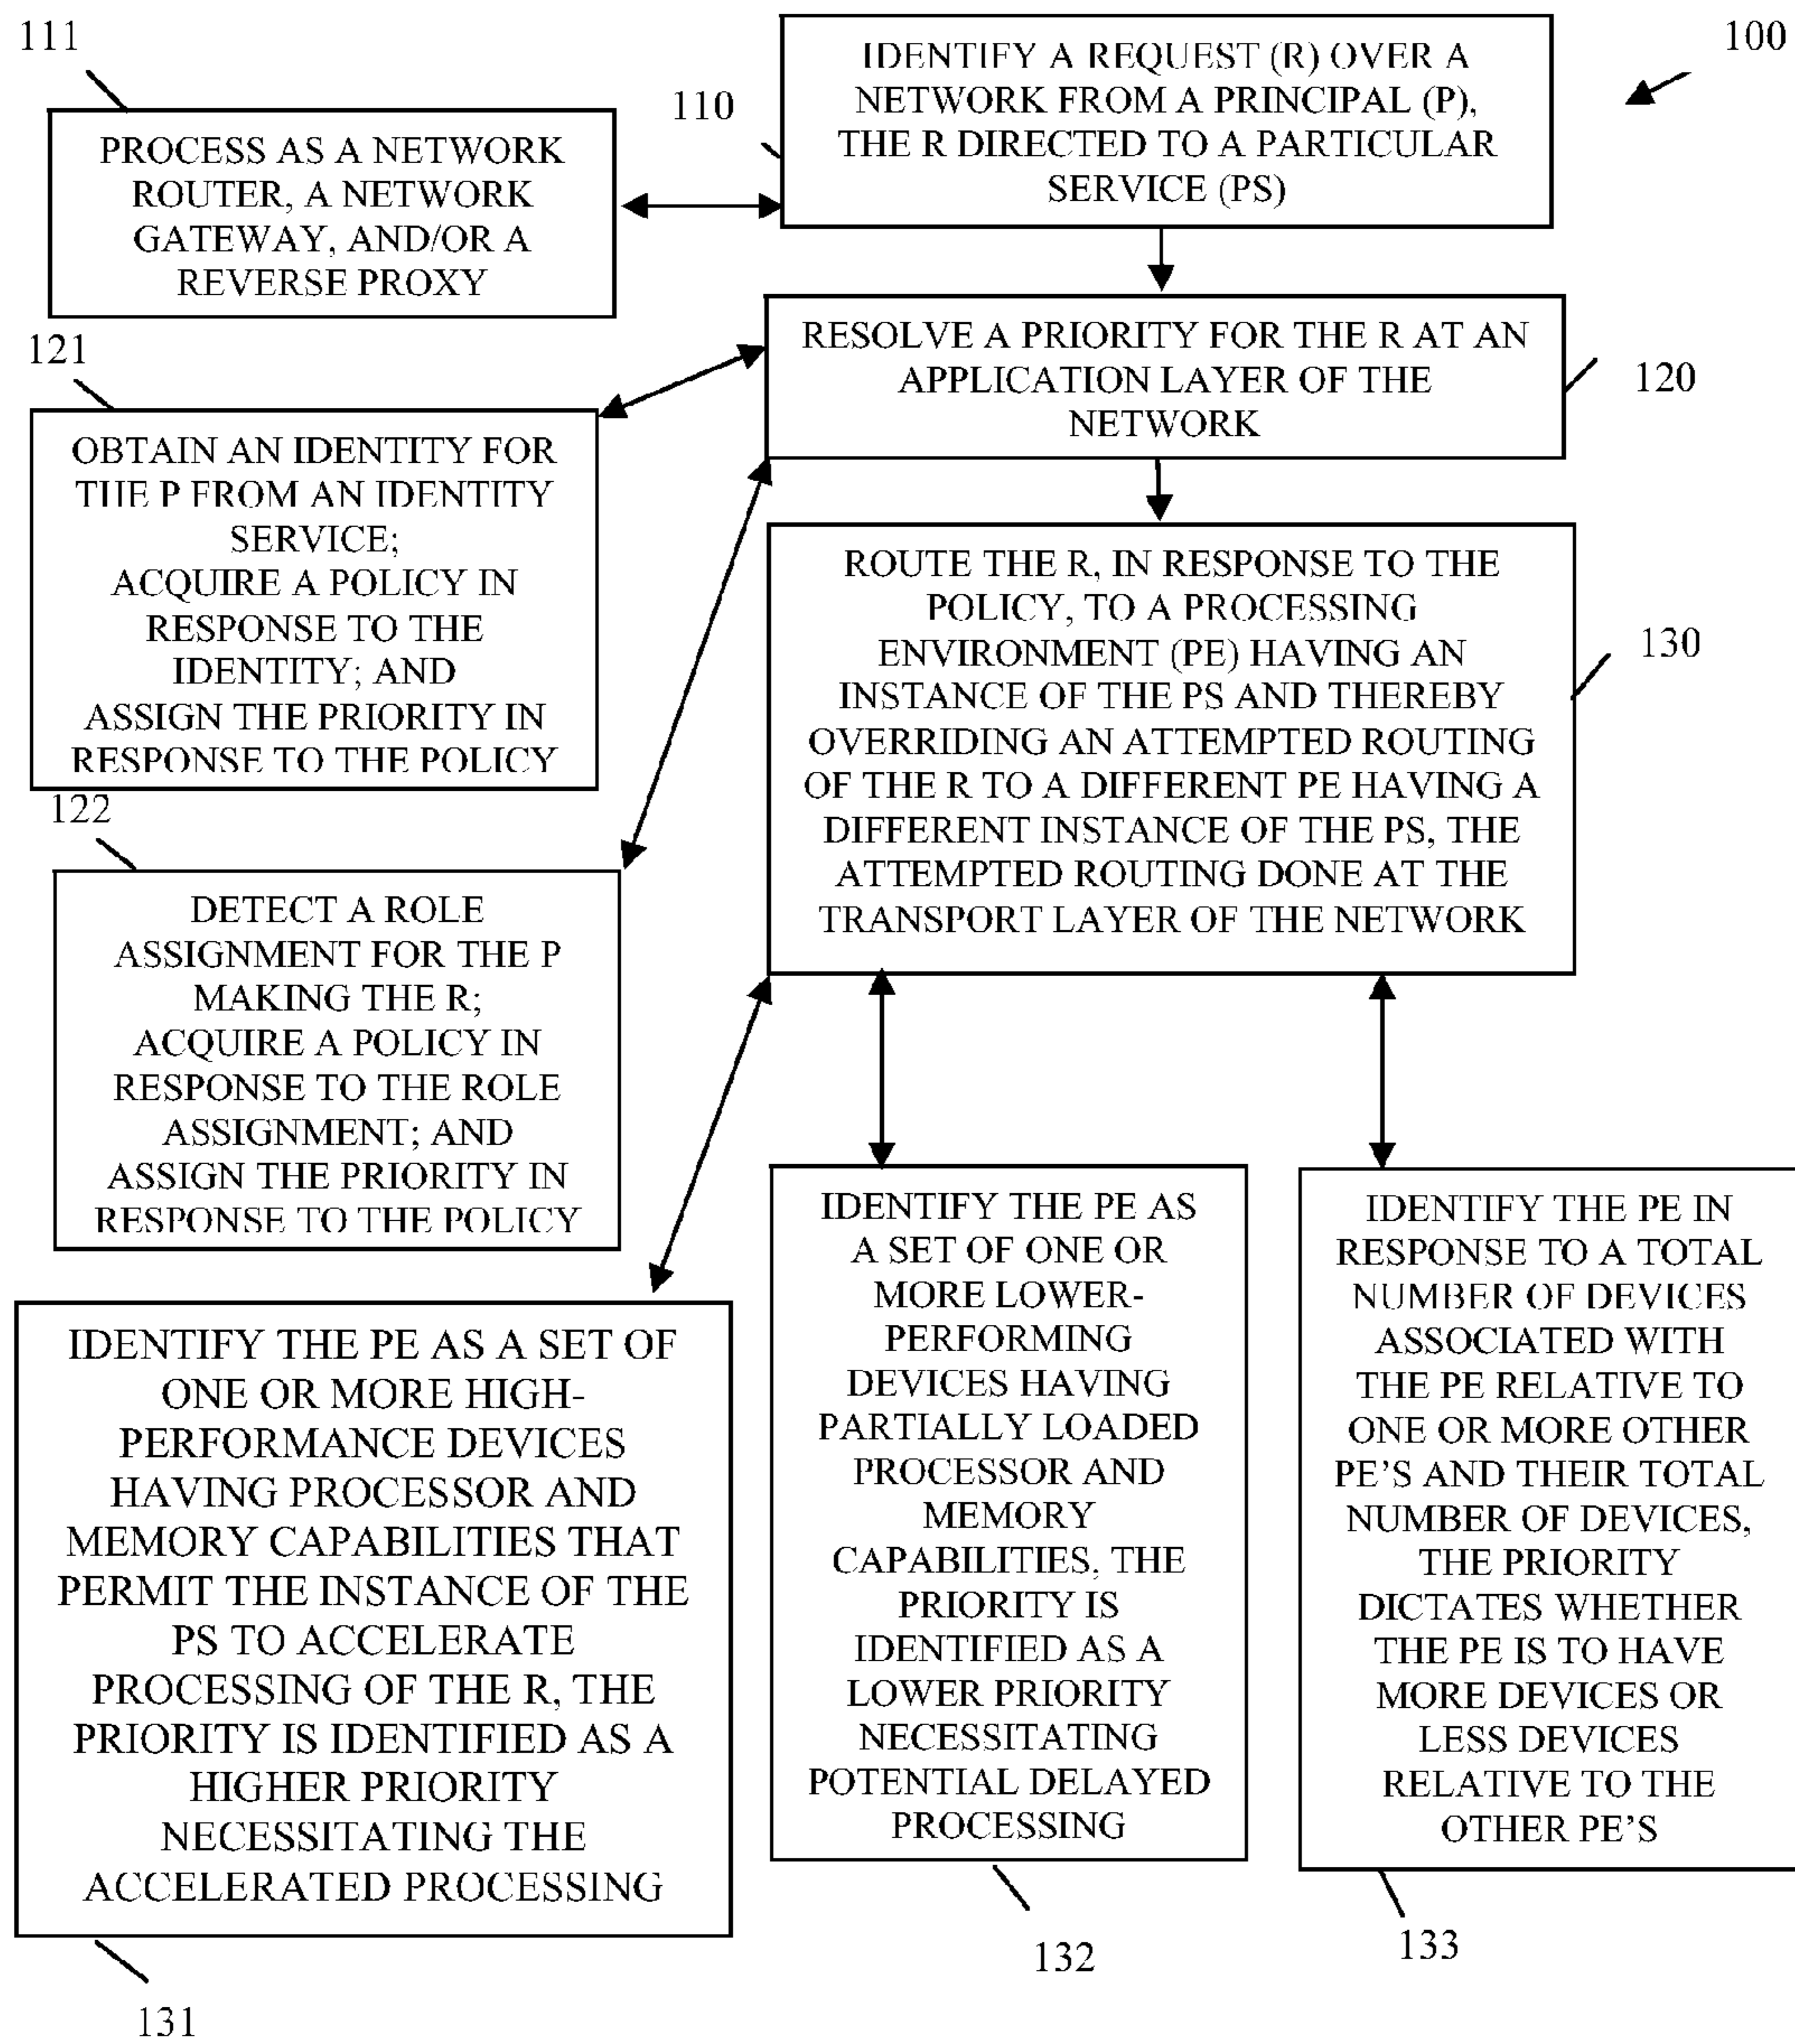 111
PROCESS AS A NETWORK
ROUTER, A NETWORK
GATEWAY, AND/OR A
REVERSE PROXY
110
IDENTIFY A REQUEST (R) OVER A
NETWORK FROM A PRINCIPAL (P),
THE R DIRECTED TO A PARTICULAR
SERVICE (PS)
100
121
OBTAIN AN IDENTITY FOR
THE P FROM AN IDENTITY
SERVICE;
ACQUIRE A POLICY IN
RESPONSE TO THE
IDENTITY; AND
ASSIGN THE PRIORITY IN
RESPONSE TO THE POLICY
RESOLVE A PRIORITY FOR THE R AT AN
APPLICATION LAYER OF THE
NETWORK
120
122
DETECT A ROLE
ASSIGNMENT FOR THE P
MAKING THE R;
ACQUIRE A POLICY IN
RESPONSE TO THE ROLE
ASSIGNMENT; AND
ASSIGN THE PRIORITY IN
RESPONSE TO THE POLICY
ROUTE THE R, IN RESPONSE TO THE
POLICY, TO A PROCESSING
ENVIRONMENT (PE) HAVING AN
INSTANCE OF THE PS AND THEREBY
OVERRIDING AN ATTEMPTED ROUTING
OF THE R TO A DIFFERENT PE HAVING A
DIFFERENT INSTANCE OF THE PS, THE
ATTEMPTED ROUTING DONE AT THE
TRANSPORT LAYER OF THE NETWORK
130
IDENTIFY THE PE AS A SET OF
ONE OR MORE HIGH-
PERFORMANCE DEVICES
HAVING PROCESSOR AND
MEMORY CAPABILITIES THAT
PERMIT THE INSTANCE OF THE
PS TO ACCELERATE
PROCESSING OF THE R, THE
PRIORITY IS IDENTIFIED AS A
HIGHER PRIORITY
NECESSITATING THE
ACCELERATED PROCESSING
131
IDENTIFY THE PE AS
A SET OF ONE OR
MORE LOWER-
PERFORMING
DEVICES HAVING
PARTIALLY LOADED
PROCESSOR AND
MEMORY
CAPABILITIES, THE
PRIORITY IS
IDENTIFIED AS A
LOWER PRIORITY
NECESSITATING
POTENTIAL DELAYED
PROCESSING
132
IDENTIFY THE PE IN
RESPONSE TO A TOTAL
NUMBER OF DEVICES
ASSOCIATED WITH
THE PE RELATIVE TO
ONE OR MORE OTHER
PE'S AND THEIR TOTAL
NUMBER OF DEVICES,
THE PRIORITY
DICTATES WHETHER
THE PE IS TO HAVE
MORE DEVICES OR
LESS DEVICES
RELATIVE TO THE
OTHER PE'S
133